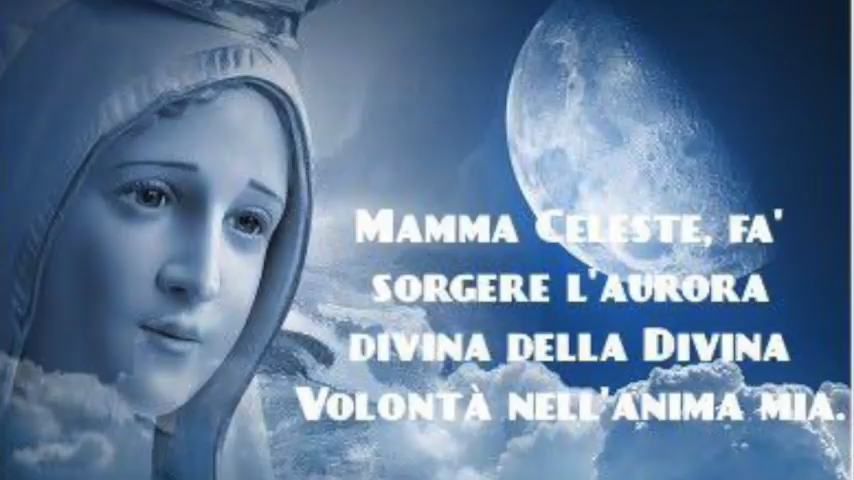 Mamma Celeste, fa'
sorgere l'aurora
divina della Divina
Volontà nell'anima mia.